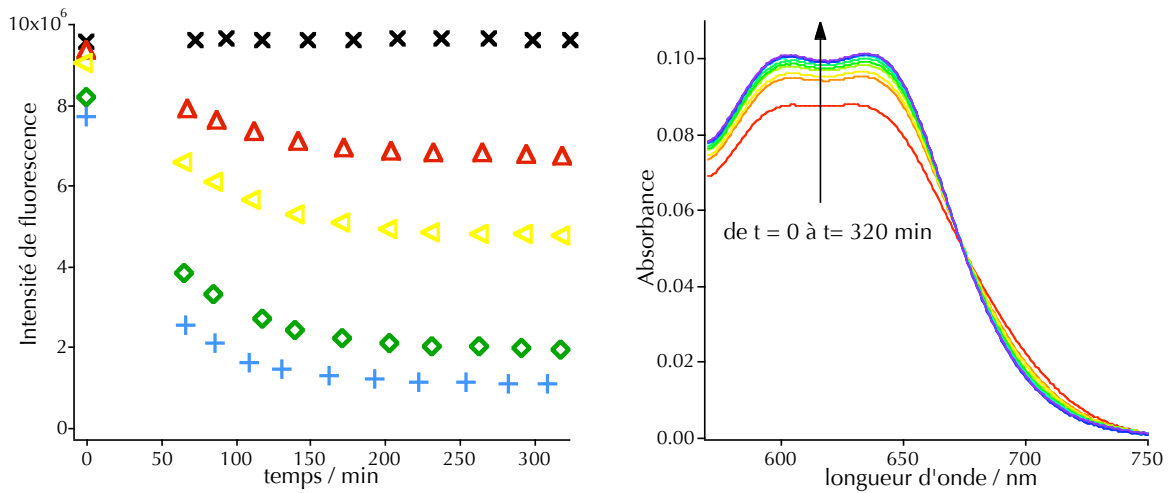 10x10⁶
8
6
4
2
0
Intensité de fluorescence
0 50 100 150 200 250 300
temps / min
0.10
0.08
0.06
0.04
0.02
0.00
Absorbance
de t = 0 à t= 320 min
600 650 700 750
longueur d'onde / nm